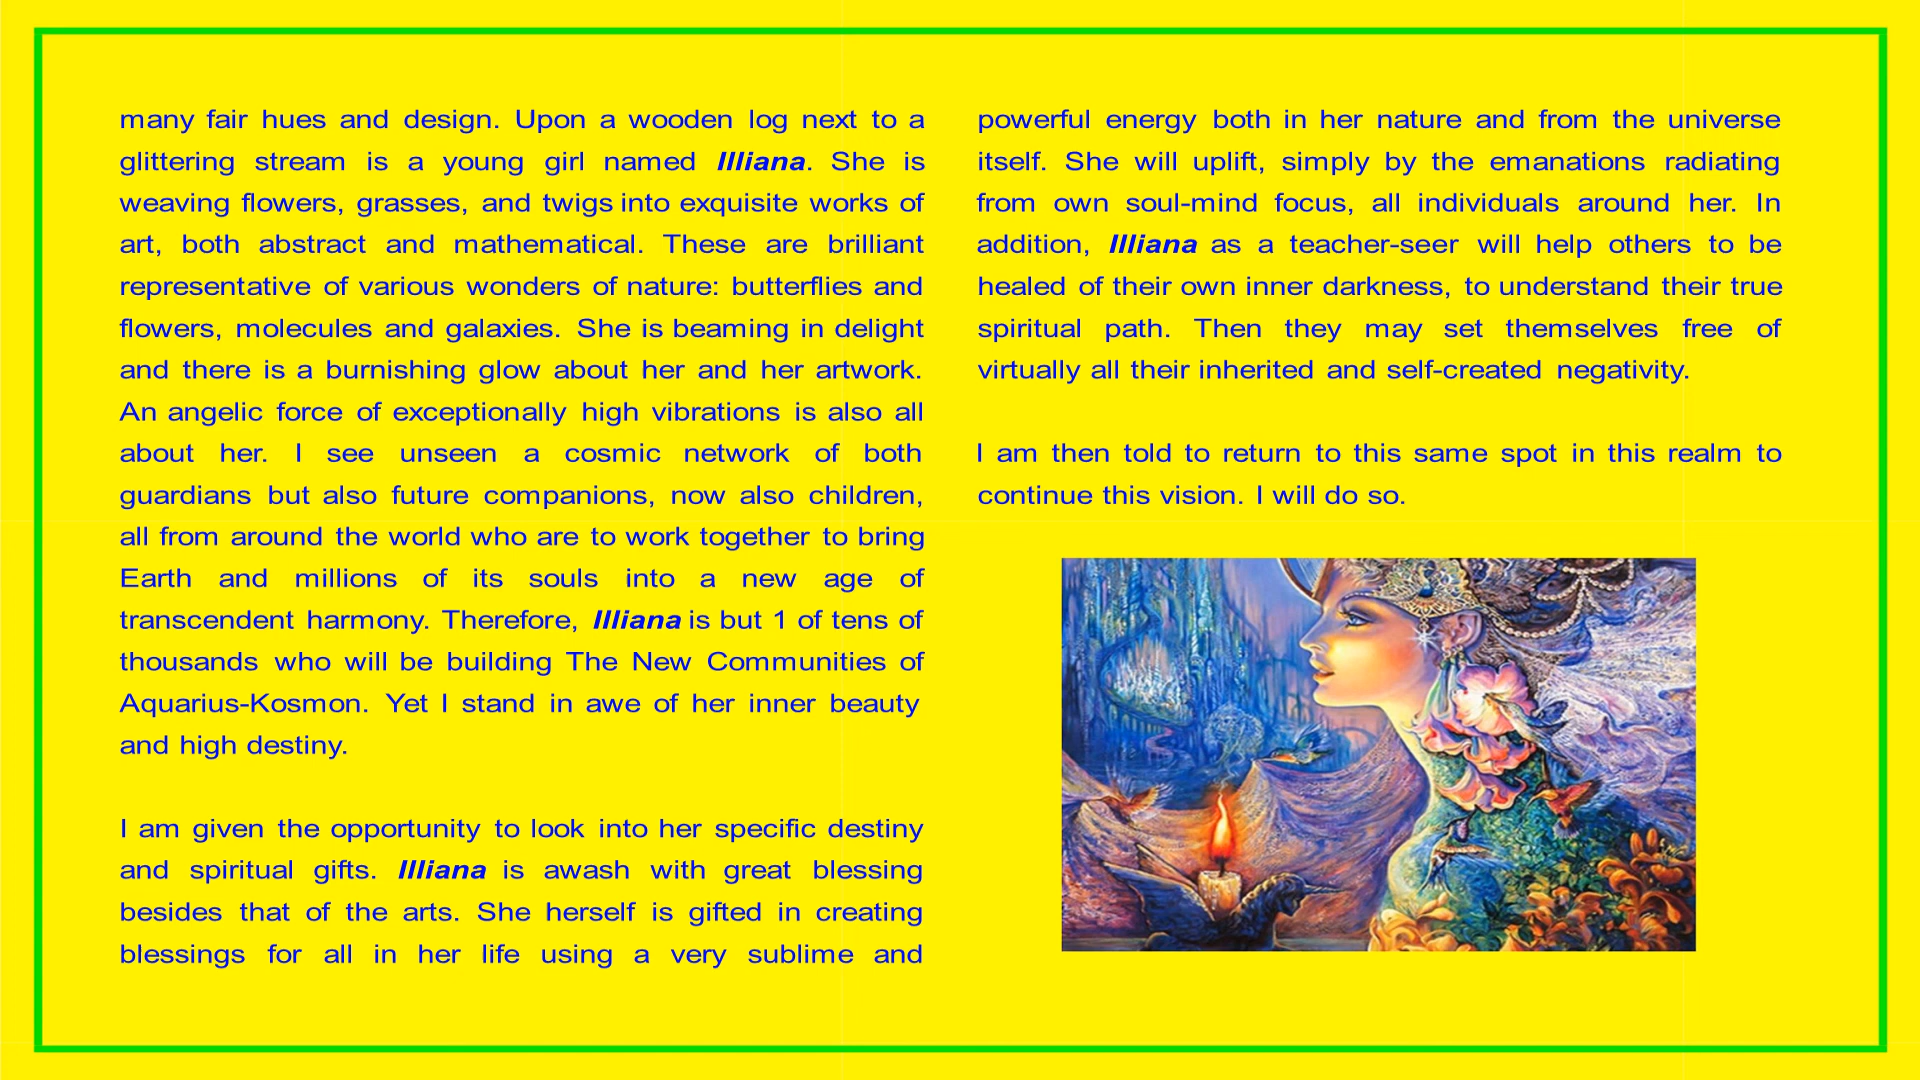 many fair hues and design. Upon a wooden log next to a
glittering stream is a young girl named Illiana. She is
weaving flowers, grasses, and twigs into exquisite works of
art, both abstract and mathematical. These are brilliant
representative of various wonders of nature: butterflies and
flowers, molecules and galaxies. She is beaming in delight
and there is a burnishing glow about her and her artwork.
An angelic force of exceptionally high vibrations is also all
about her. I see unseen a cosmic network of both
guardians but also future companions, now also children,
all from around the world who are to work together to bring
Earth and millions of its souls into a new age of
transcendent harmony. Therefore, Illiana is but 1 of tens of
thousands who will be building The New Communities of
Aquarius-Kosmon. Yet I stand in awe of her inner beauty
and high destiny.
I am given the opportunity to look into her specific destiny
and spiritual gifts. Illiana is awash with great blessing
besides that of the arts. She herself is gifted in creating
blessings for all in her life using a very sublime and
powerful energy both in her nature and from the universe
itself. She will uplift, simply by the emanations radiating
from own soul-mind focus, all individuals around her. In
addition, Illiana as a teacher-seer will help others to be
healed of their own inner darkness, to understand their true
spiritual path. Then they may set themselves free of
virtually all their inherited and self-created negativity.
I am then told to return to this same spot in this realm to
continue this vision. I will do so.